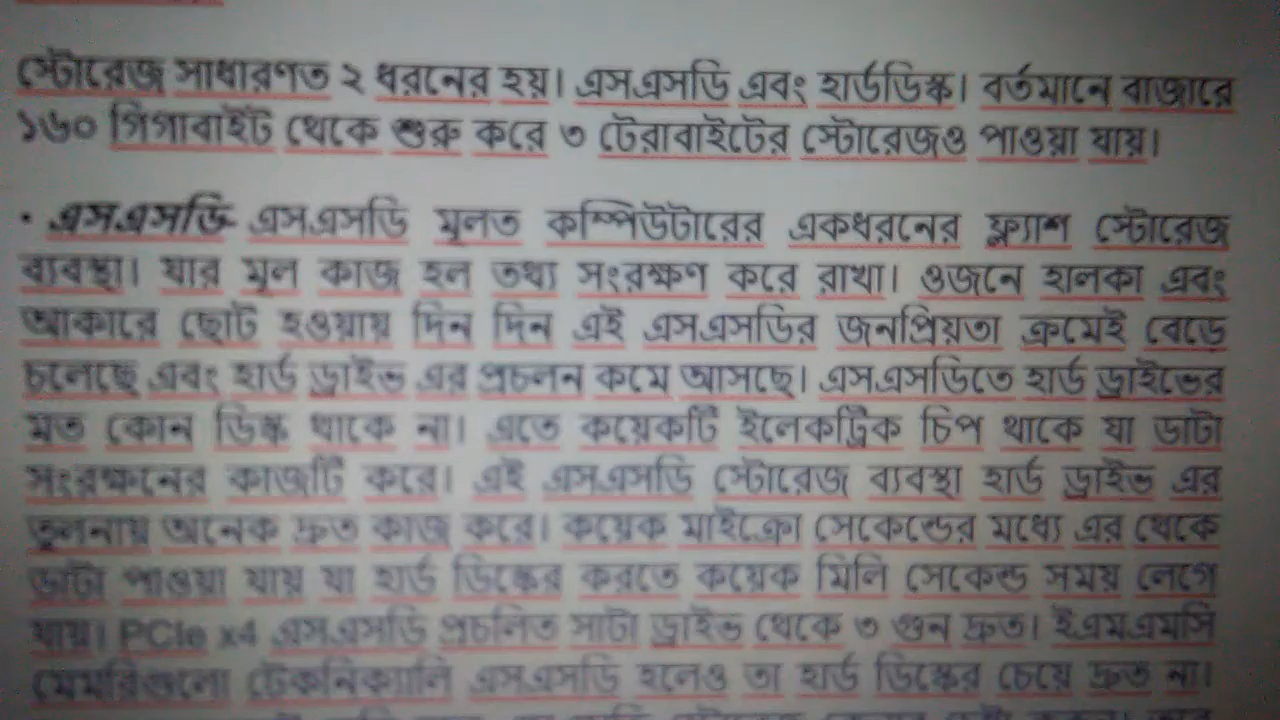 স্টোরেজ সাধারণত ২ ধরনের হয়। এসএসডি এবং হার্ডডিস্ক। বর্তমানে বাজারে
১৬০ গিগাবাইট থেকে শুরু করে ৩ টেরাবাইটের স্টোরেজও পাওয়া যায়।
• এসএসডি- এসএসডি মূলত কম্পিউটারের একধরনের ফ্ল্যাশ স্টোরেজ
ব্যবস্থা। যার মূল কাজ হল তথ্য সংরক্ষণ করে রাখা। ওজনে হালকা এবং
আকারে ছোট হওয়ায় দিন দিন এই এসএসডির জনপ্রিয়তা ক্রমেই বেড়ে
চলেছে এবং হার্ড ড্রাইভ এর প্রচলন কমে আসছে। এসএসডিতে হার্ড ড্রাইভের
মত কোন ডিস্ক থাকে না। এতে কয়েকটি ইলেকট্রিক চিপ থাকে যা ডাটা
সংরক্ষনের কাজটি করে। এই এসএসডি স্টোরেজ ব্যবস্থা হার্ড ড্রাইভ এর
তুলনায় অনেক দ্রুত কাজ করে। কয়েক মাইক্রো সেকেন্ডের মধ্যে এর থেকে
ডাটা পাওয়া যায় যা হার্ড ডিস্কের করতে কয়েক মিলি সেকেন্ড সময় লেগে
যায়। PCIe x4 এসএসডি প্রচলিত সাটা ড্রাইভ থেকে ৩ গুন দ্রুত। ইএমএমসি
মেমরিগুলো টেকনিক্যালি এসএসডি হলেও তা হার্ড ডিস্কের চেয়ে দ্রুত না।